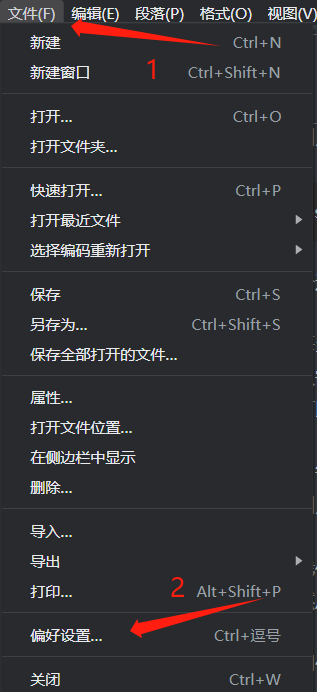 文件(F) 编辑(E) 段落(P) 格式(O) 视图(V)
新建 Ctrl+N
1
新建窗口 Ctrl+Shift+N
打开... Ctrl+O
打开文件夹...
快速打开... Ctrl+P
打开最近文件
选择编码重新打开
保存 Ctrl+S
另存为... Ctrl+Shift+S
保存全部打开的文件...
属性...
打开文件位置...
在侧边栏中显示
删除...
导入...
导出
2
打印... Alt+Shift+P
偏好设置... Ctrl+逗号
关闭 Ctrl+W